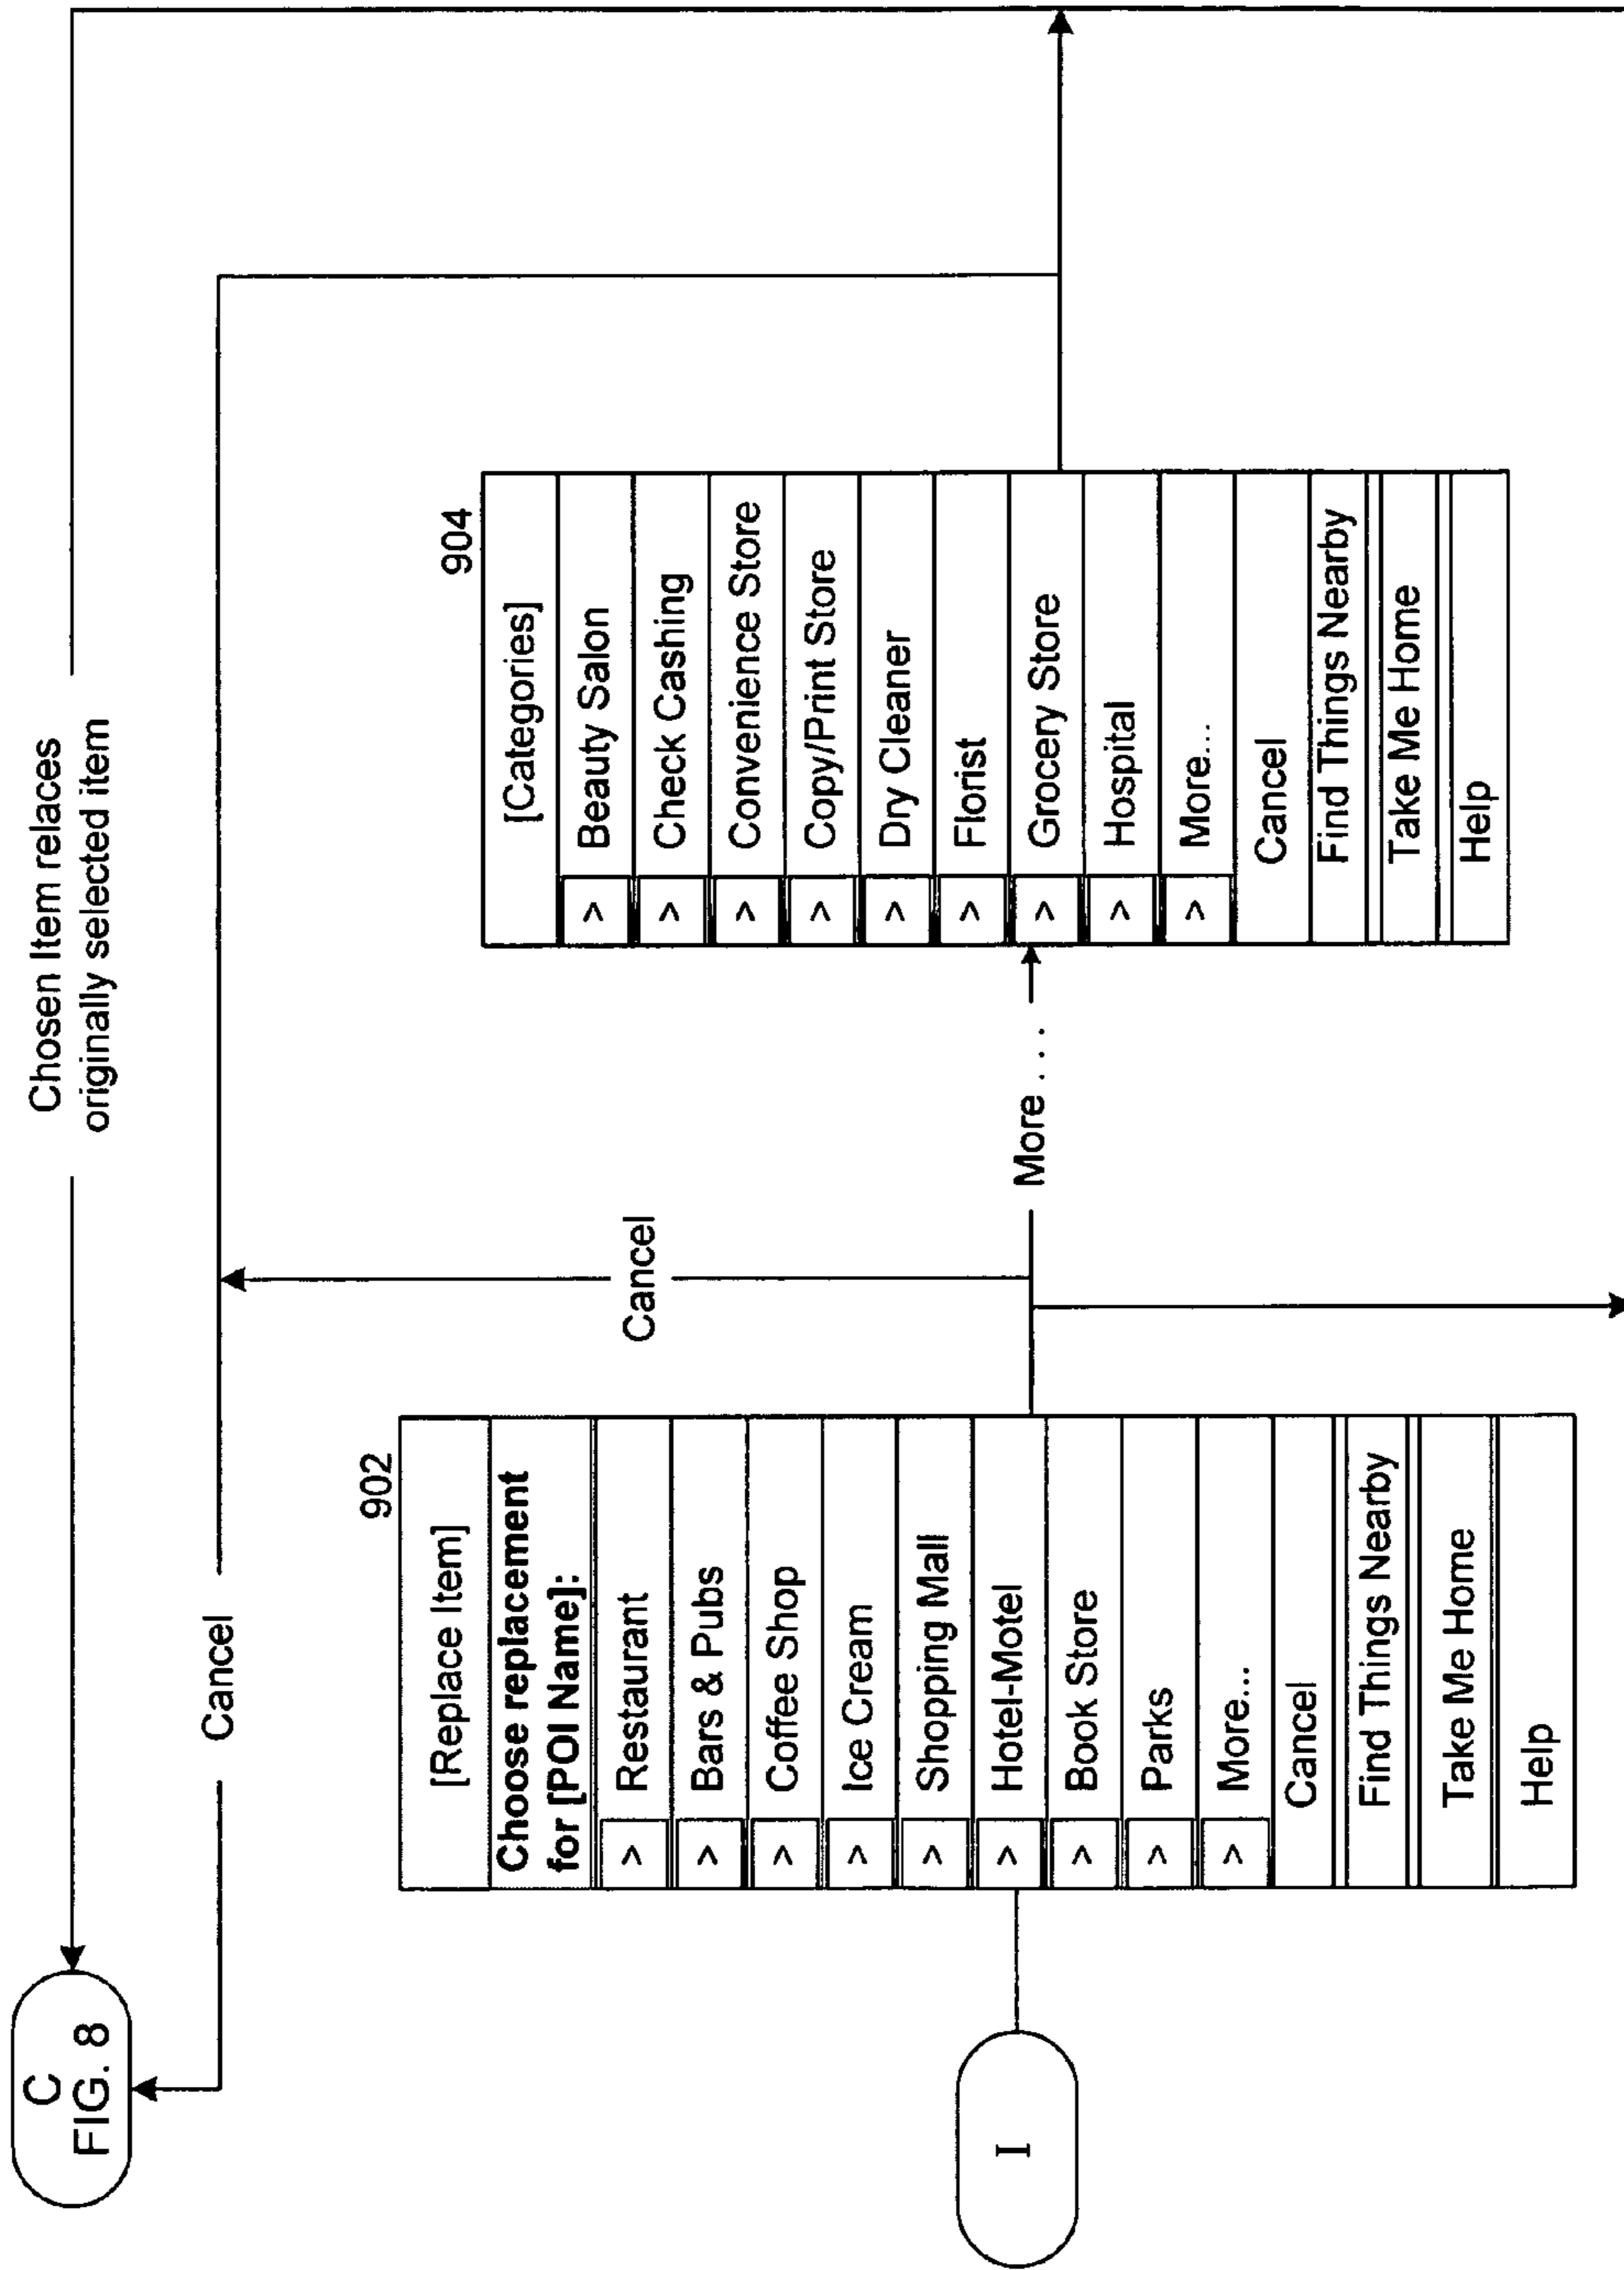 C
FIG. 8
Chosen Item relaces
originally selected item
Cancel
Cancel
I
902
[Replace Item]
Choose replacement
for [POI Name]:
> Restaurant
> Bars & Pubs
> Coffee Shop
> Ice Cream
> Shopping Mall
> Hotel-Motel
> Book Store
> Parks
> More...
Cancel
Find Things Nearby
Take Me Home
Help
More . . . .
904
[Categories]
> Beauty Salon
> Check Cashing
> Convenience Store
> Copy/Print Store
> Dry Cleaner
> Florist
> Grocery Store
> Hospital
> More...
Cancel
Find Things Nearby
Take Me Home
Help